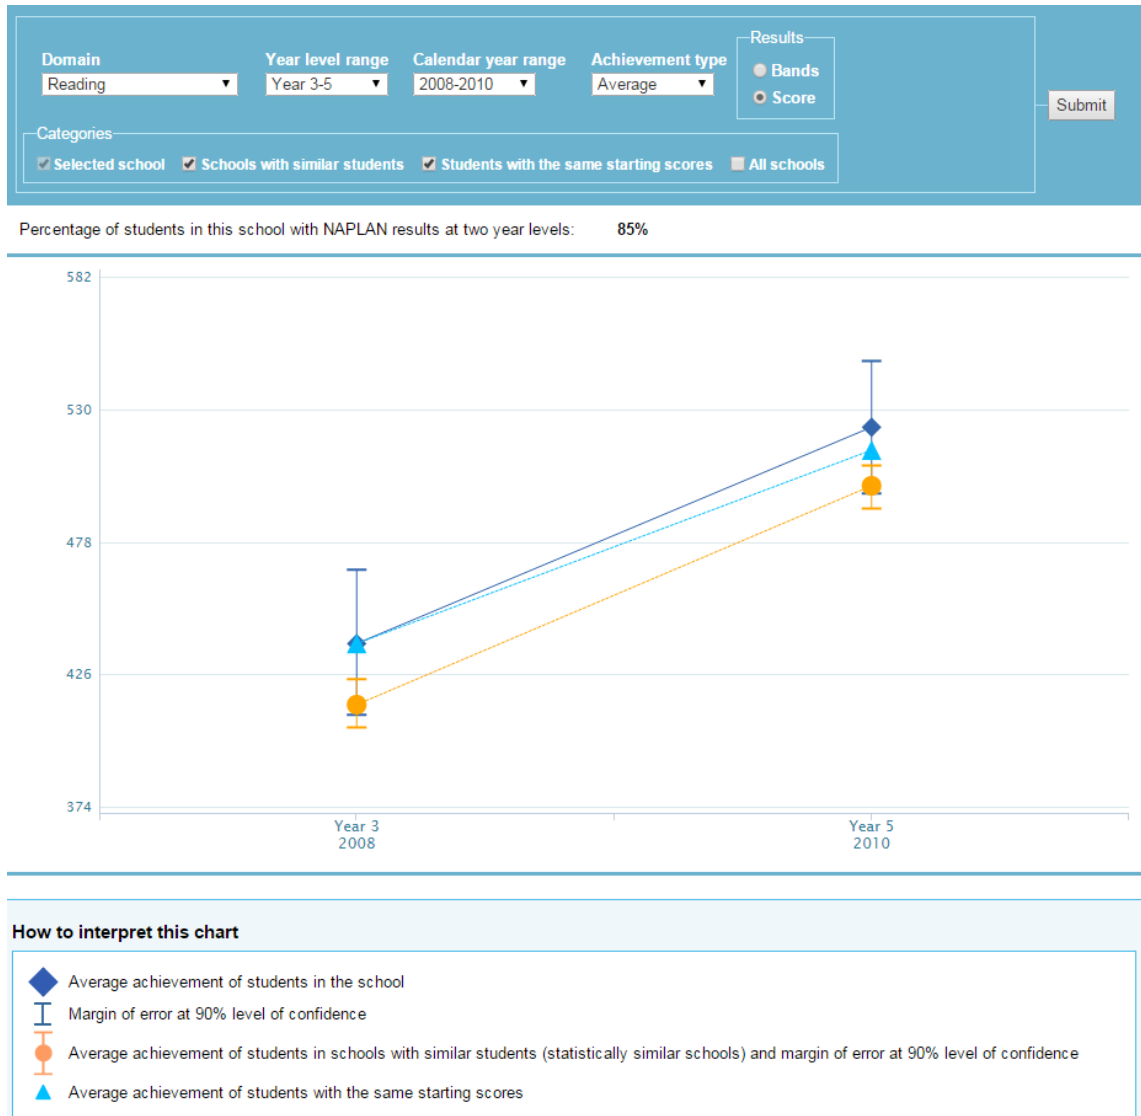 Domain Year level range Calendar year range Achievement type Results
Reading Year 3-5 2008-2010 Average Bands
Score
Submit
Categories
Selected school Schools with similar students Students with the same starting scores All schools
Percentage of students in this school with NAPLAN results at two year levels: 85%
582
530
478
426
374
Year 3 Year 5
2008 2010
How to interpret this chart
Average achievement of students in the school
Margin of error at 90% level of confidence
Average achievement of students in schools with similar students (statistically similar schools) and margin of error at 90% level of confidence
Average achievement of students with the same starting scores